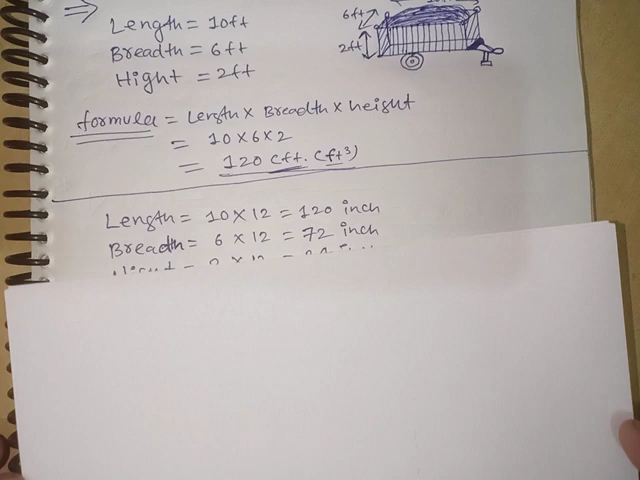 ⇒ Length = 10ft
Breadth = 6ft
Hight = 2ft
6ft
2ft
formula = Length x Breadth x height
= 10 x 6 x 2
= 120 Cft. (ft³)
Length = 10 x 12 = 120 inch
Breadth = 6 x 12 = 72 inch